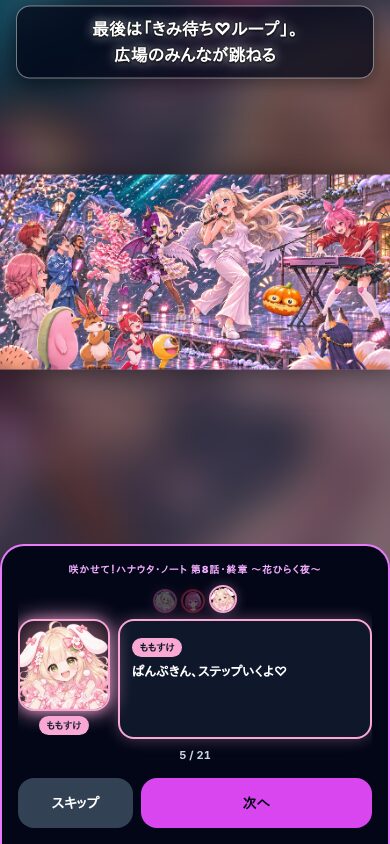 最後は「きみ待ち♡ループ」。
広場のみんなが跳ねる
咲かせて!ハナウタ・ノート 第8話・終章 〜花ひらく夜〜
ももすけ
ぱんぷきん、ステップいくよ♡
ももすけ
5 / 21
スキップ
次へ